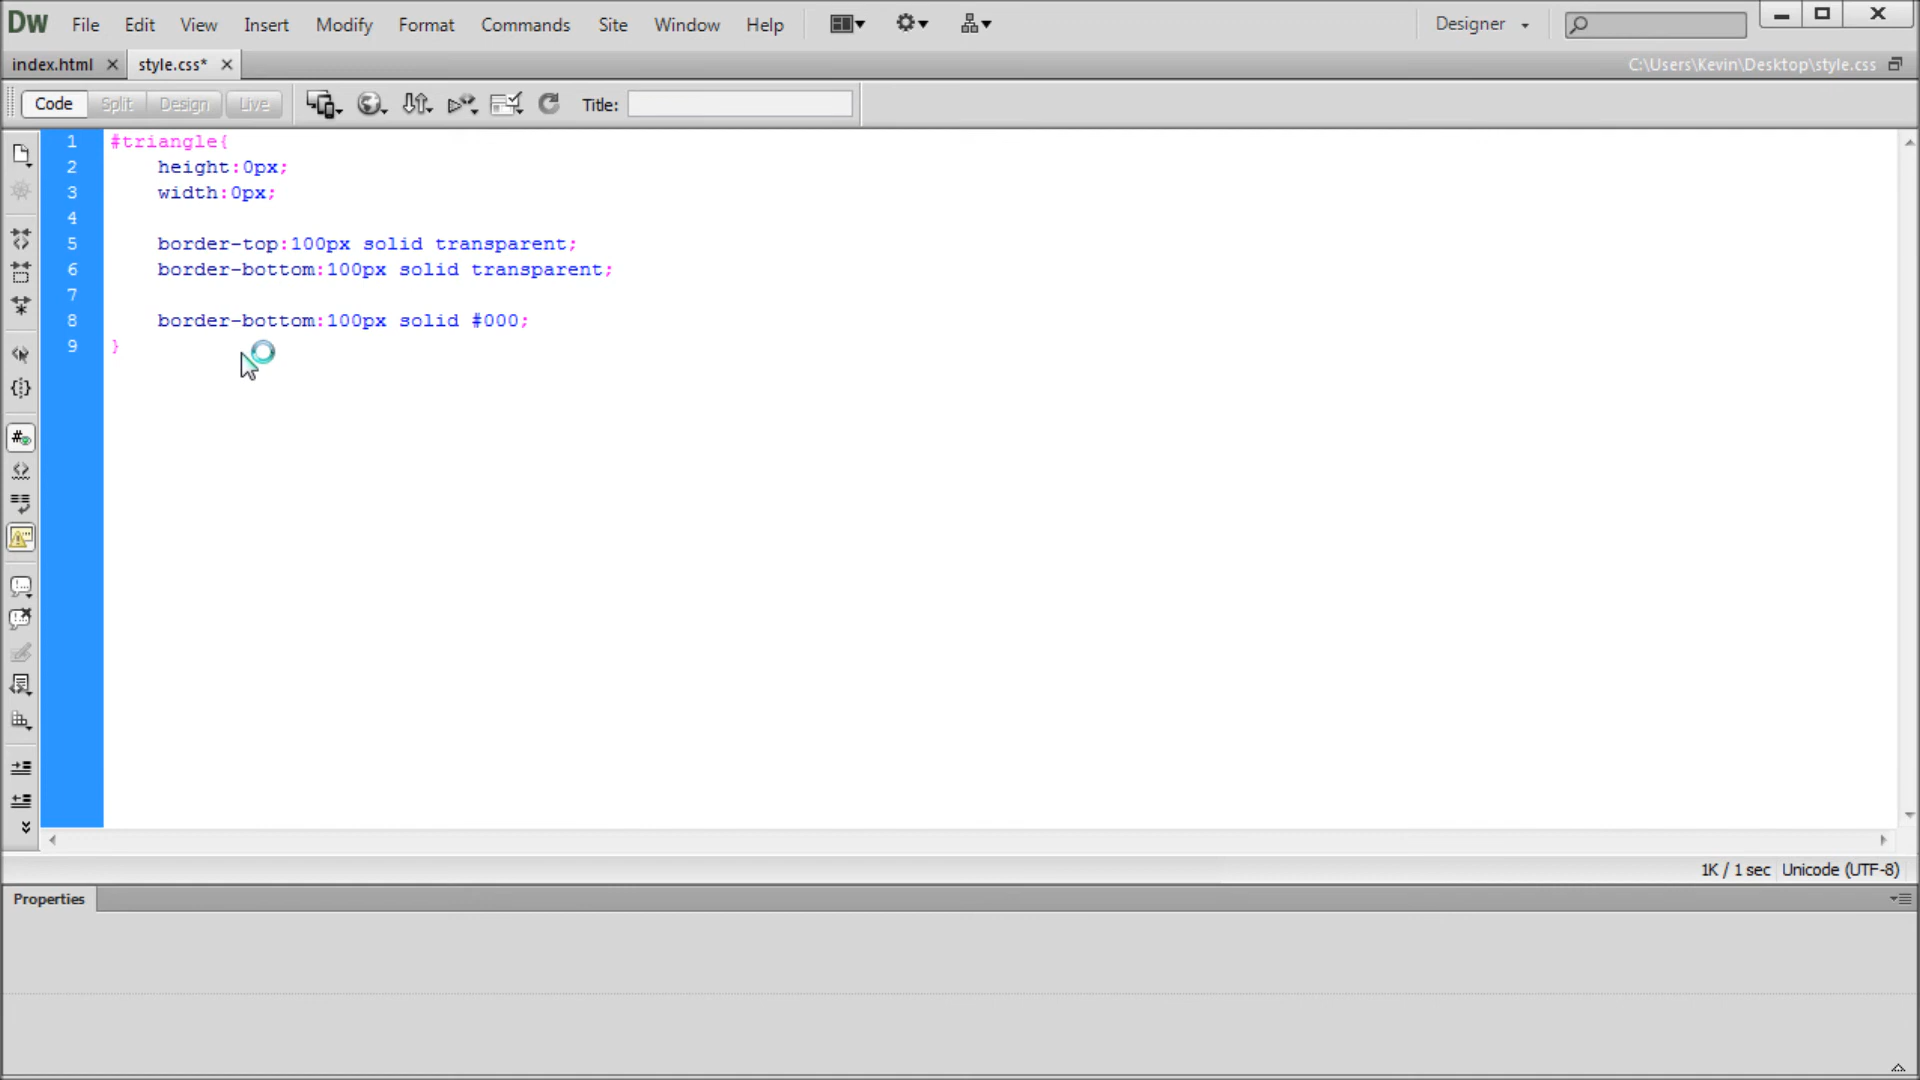 DW File Edit View Insert Modify Format Commands Site Window Help Designer
index.html style.css* C:\Users\Kevin\Desktop\style.css
Code Split Design Live Title:
1 #triangle{
2 height:0px;
3 width:0px;
4
5 border-top:100px solid transparent;
6 border-bottom:100px solid transparent;
7
8 border-bottom:100px solid #000;
9 }
1K / 1 sec Unicode (UTF-8)
Properties